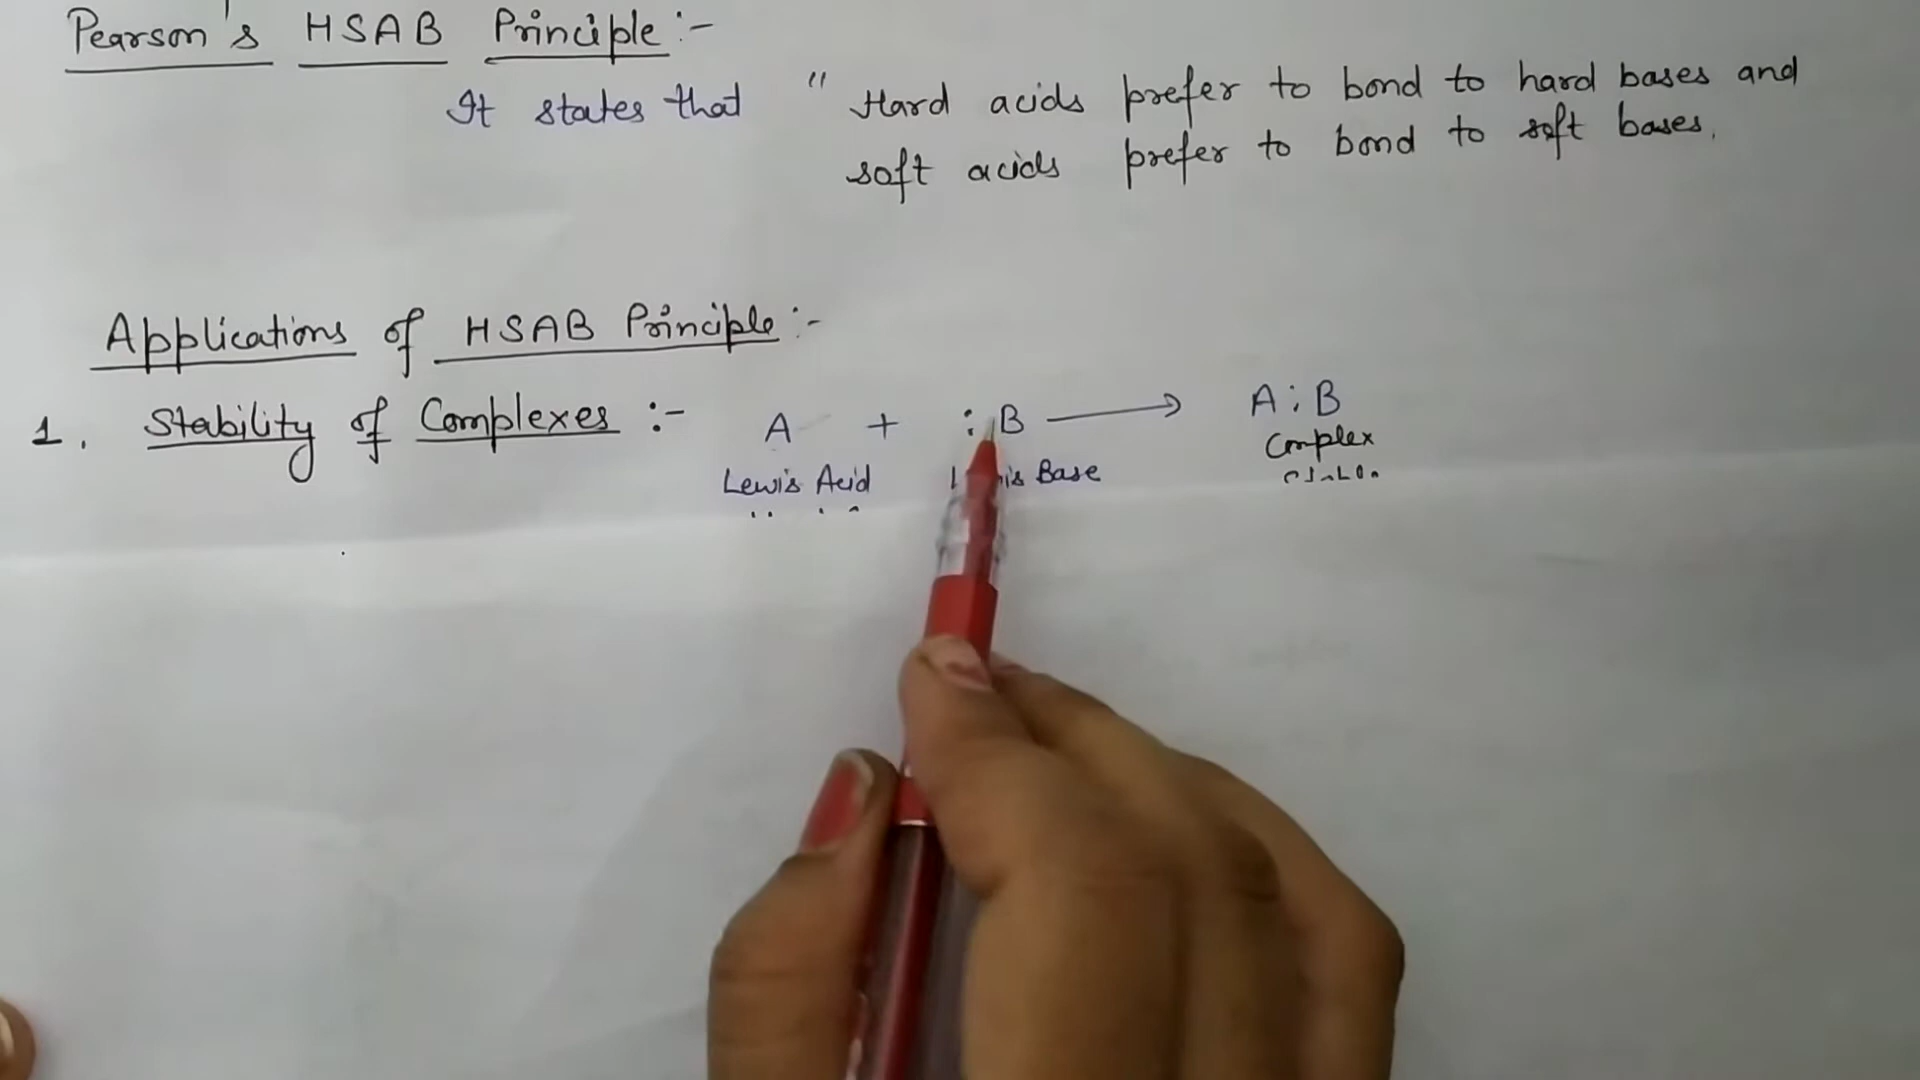 Pearson's HSAB Principle :-
It states that " Hard acids prefer to bond to hard bases and
soft acids prefer to bond to soft bases.
Applications of HSAB Principle :-
1. Stability of Complexes :- A + :B → A:B
Lewis Acid Base Complex